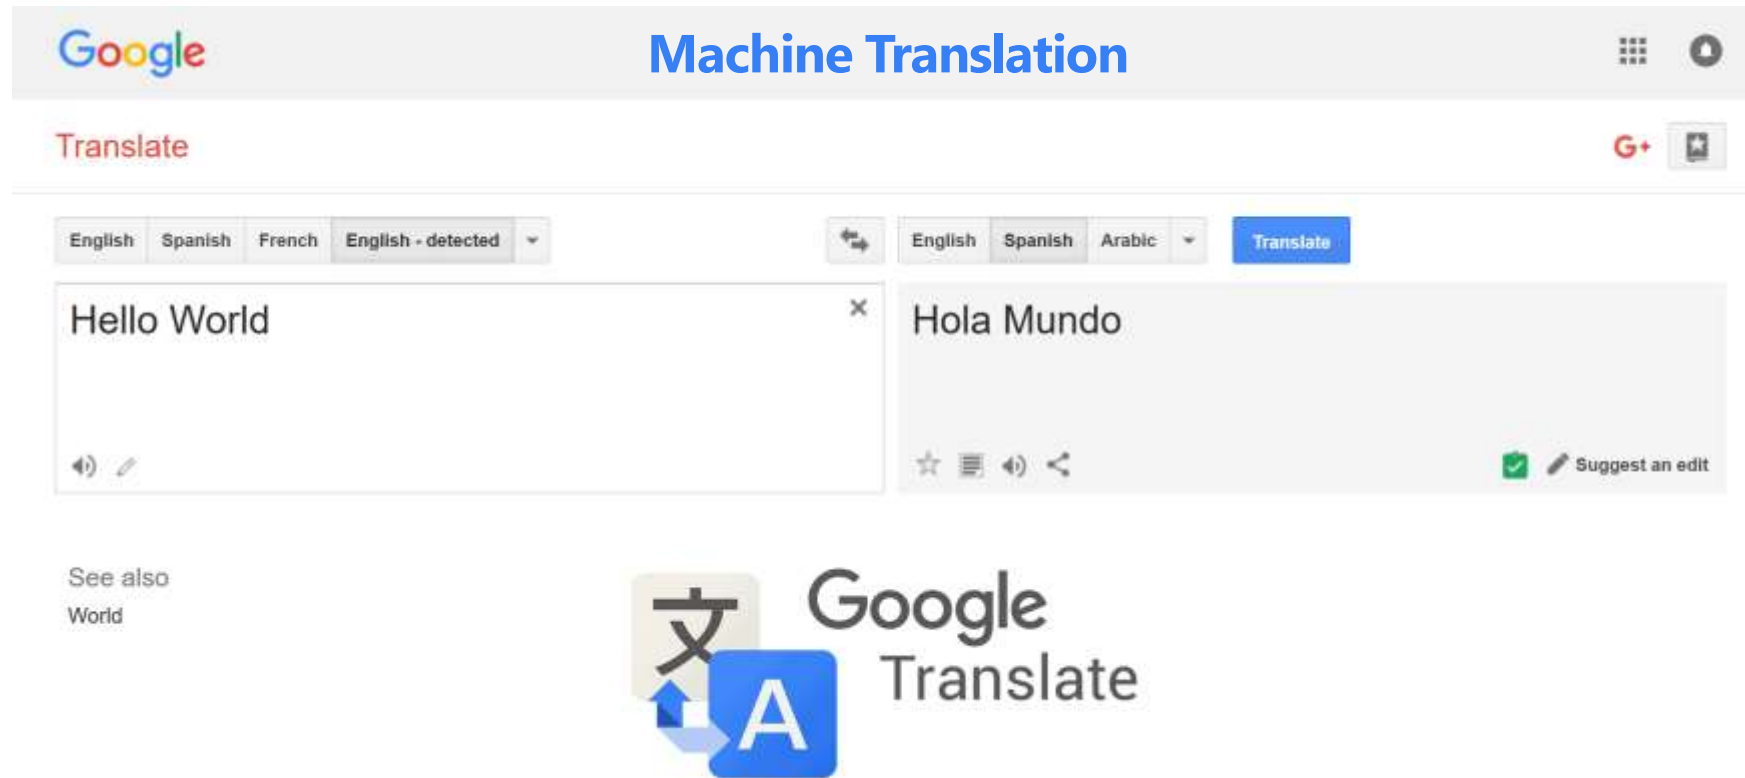 Google
Machine Translation
Translate
G+
English Spanish French English - detected
English Spanish Arabic
Translate
Hello World
Hola Mundo
Suggest an edit
See also
World
文
A
Google
Translate